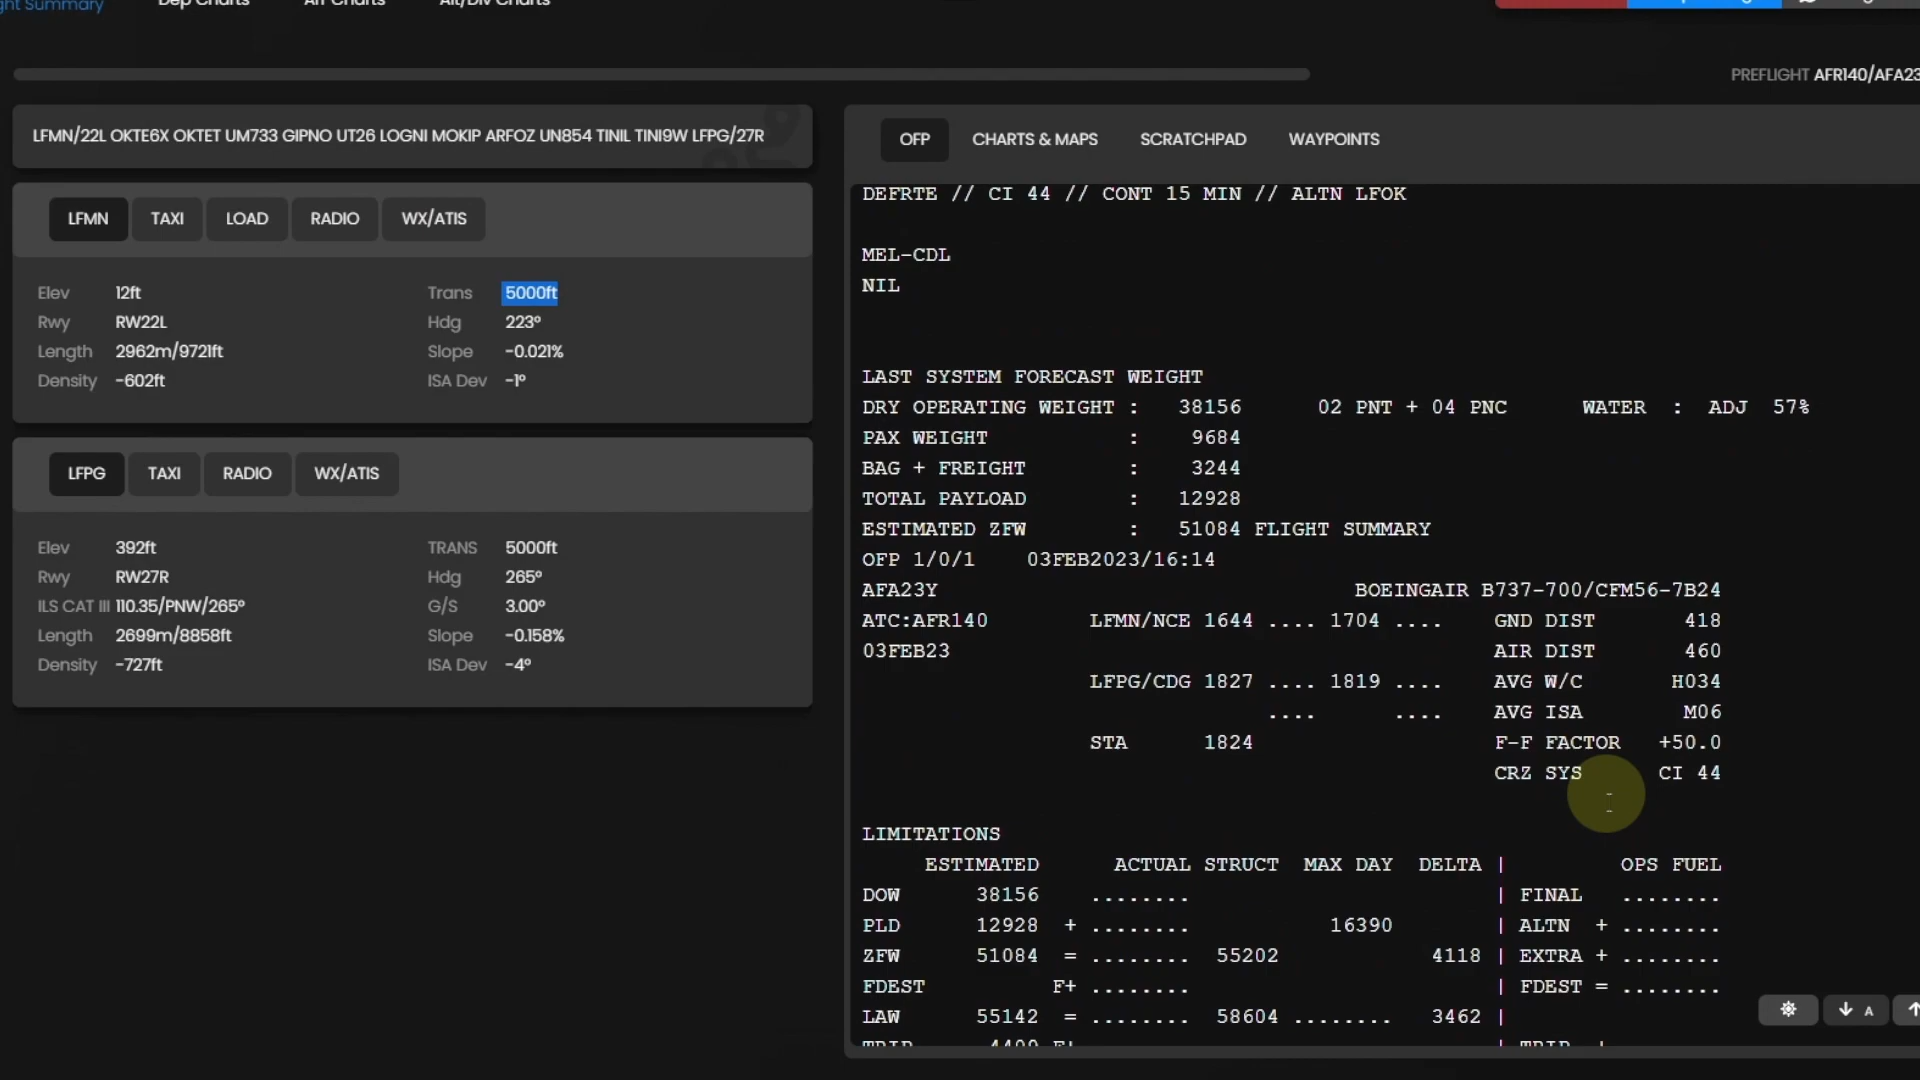 ght Summary Dep Charts Arr Charts Alt/Div Charts
PREFLIGHT AFR140/AFA23
LFMN/22L OKTE6X OKTET UM733 GIPNO UT26 LOGNI MOKIP ARFOZ UN854 TINIL TINI9W LFPG/27R
LFMN TAXI LOAD RADIO WX/ATIS
Elev 12ft Trans 5000ft
Rwy RW22L Hdg 223°
Length 2962m/9721ft Slope -0.021%
Density -602ft ISA Dev -1°
LFPG TAXI RADIO WX/ATIS
Elev 392ft TRANS 5000ft
Rwy RW27R Hdg 265°
ILS CAT III 110.35/PNW/265° G/S 3.00°
Length 2699m/8858ft Slope -0.158%
Density -727ft ISA Dev -4°
OFP CHARTS & MAPS SCRATCHPAD WAYPOINTS
DEFRTE // CI 44 // CONT 15 MIN // ALTN LFOK
MEL-CDL
NIL
LAST SYSTEM FORECAST WEIGHT
DRY OPERATING WEIGHT : 38156 02 PNT + 04 PNC WATER : ADJ 57%
PAX WEIGHT : 9684
BAG + FREIGHT : 3244
TOTAL PAYLOAD : 12928
ESTIMATED ZFW : 51084 FLIGHT SUMMARY
OFP 1/0/1 03FEB2023/16:14
AFA23Y BOEINGAIR B737-700/CFM56-7B24
ATC:AFR140 LFMN/NCE 1644 .... 1704 .... GND DIST 418
03FEB23 AIR DIST 460
LFPG/CDG 1827 .... 1819 .... AVG W/C H034
.... .... AVG ISA M06
STA 1824 F-F FACTOR +50.0
CRZ SYS CI 44
LIMITATIONS
ESTIMATED ACTUAL STRUCT MAX DAY DELTA | OPS FUEL
DOW 38156 ........ | FINAL ........
PLD 12928 + ........ 16390 | ALTN + ........
ZFW 51084 = ........ 55202 4118 | EXTRA + ........
FDEST F+ ........ | FDEST = ........
LAW 55142 = ........ 58604 ........ 3462 |
A